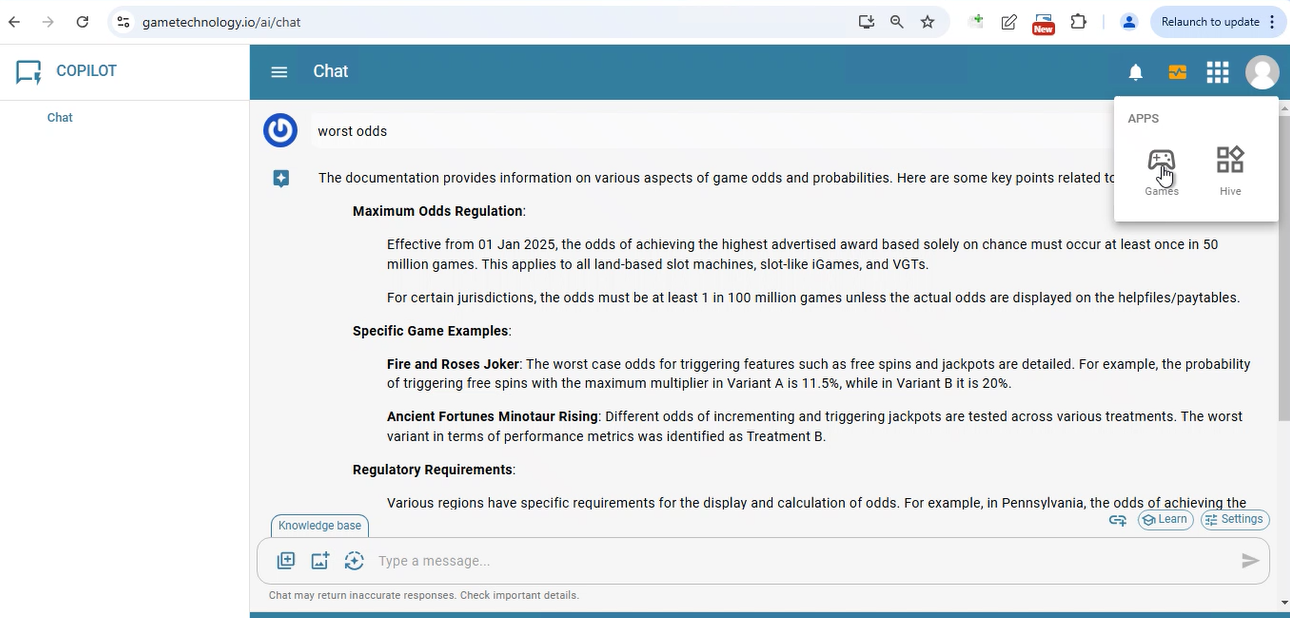 gametechnology.io/ai/chat
New
Relaunch to update
COPILOT
Chat
Chat
APPS
Games
Hive
worst odds
The documentation provides information on various aspects of game odds and probabilities. Here are some key points related to
Maximum Odds Regulation:
Effective from 01 Jan 2025, the odds of achieving the highest advertised award based solely on chance must occur at least once in 50
million games. This applies to all land-based slot machines, slot-like iGames, and VGTs.
For certain jurisdictions, the odds must be at least 1 in 100 million games unless the actual odds are displayed on the helpfiles/paytables.
Specific Game Examples:
Fire and Roses Joker: The worst case odds for triggering features such as free spins and jackpots are detailed. For example, the probability
of triggering free spins with the maximum multiplier in Variant A is 11.5%, while in Variant B it is 20%.
Ancient Fortunes Minotaur Rising: Different odds of incrementing and triggering jackpots are tested across various treatments. The worst
variant in terms of performance metrics was identified as Treatment B.
Regulatory Requirements:
Various regions have specific requirements for the display and calculation of odds. For example, in Pennsylvania, the odds of achieving the
Knowledge base
Learn
Settings
Type a message...
Chat may return inaccurate responses. Check important details.